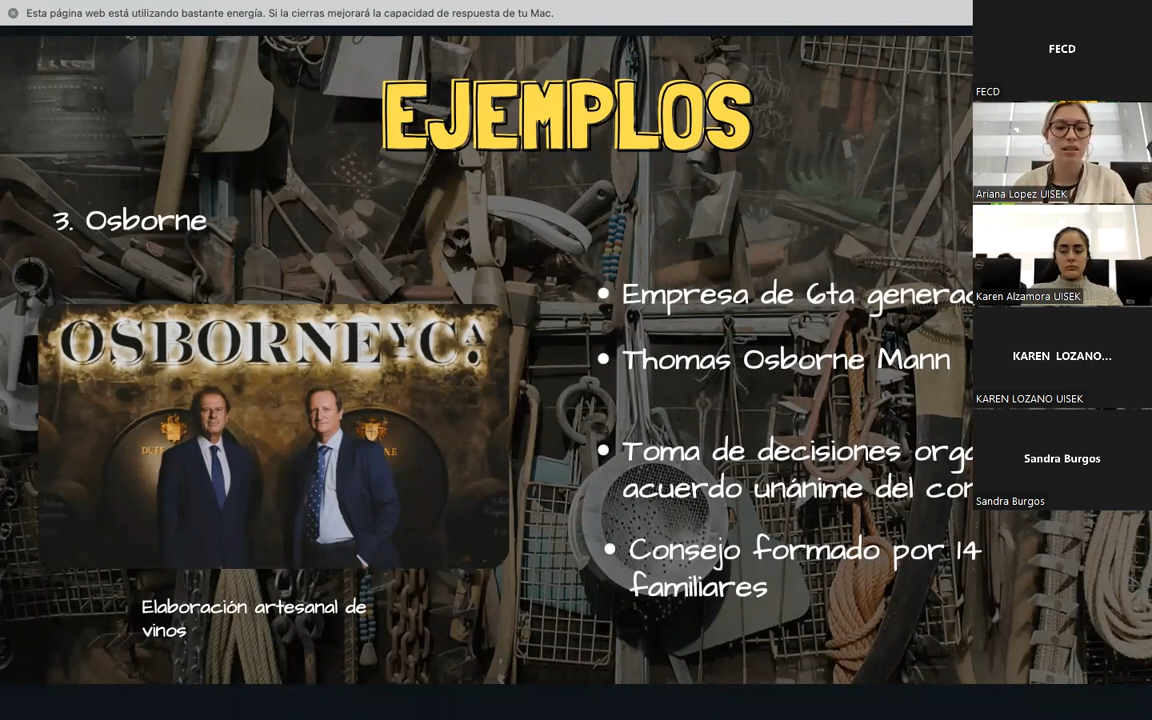 Esta página web está utilizando bastante energía. Si la cierras mejorará la capacidad de respuesta de tu Mac.
EJEMPLOS
3. Osborne
OSBORNE Y Cª
DUFF
NE
Elaboración artesanal de
vinos
• Empresa de 6ta generac
• Thomas Osborne Mann
• Toma de decisiones orga
acuerdo unánime del con
• Consejo formado por 14
familiares
FECD
FECD
Ariana Lopez UISEK
Karen Alzamora UISEK
KAREN LOZANO...
KAREN LOZANO UISEK
Sandra Burgos
Sandra Burgos